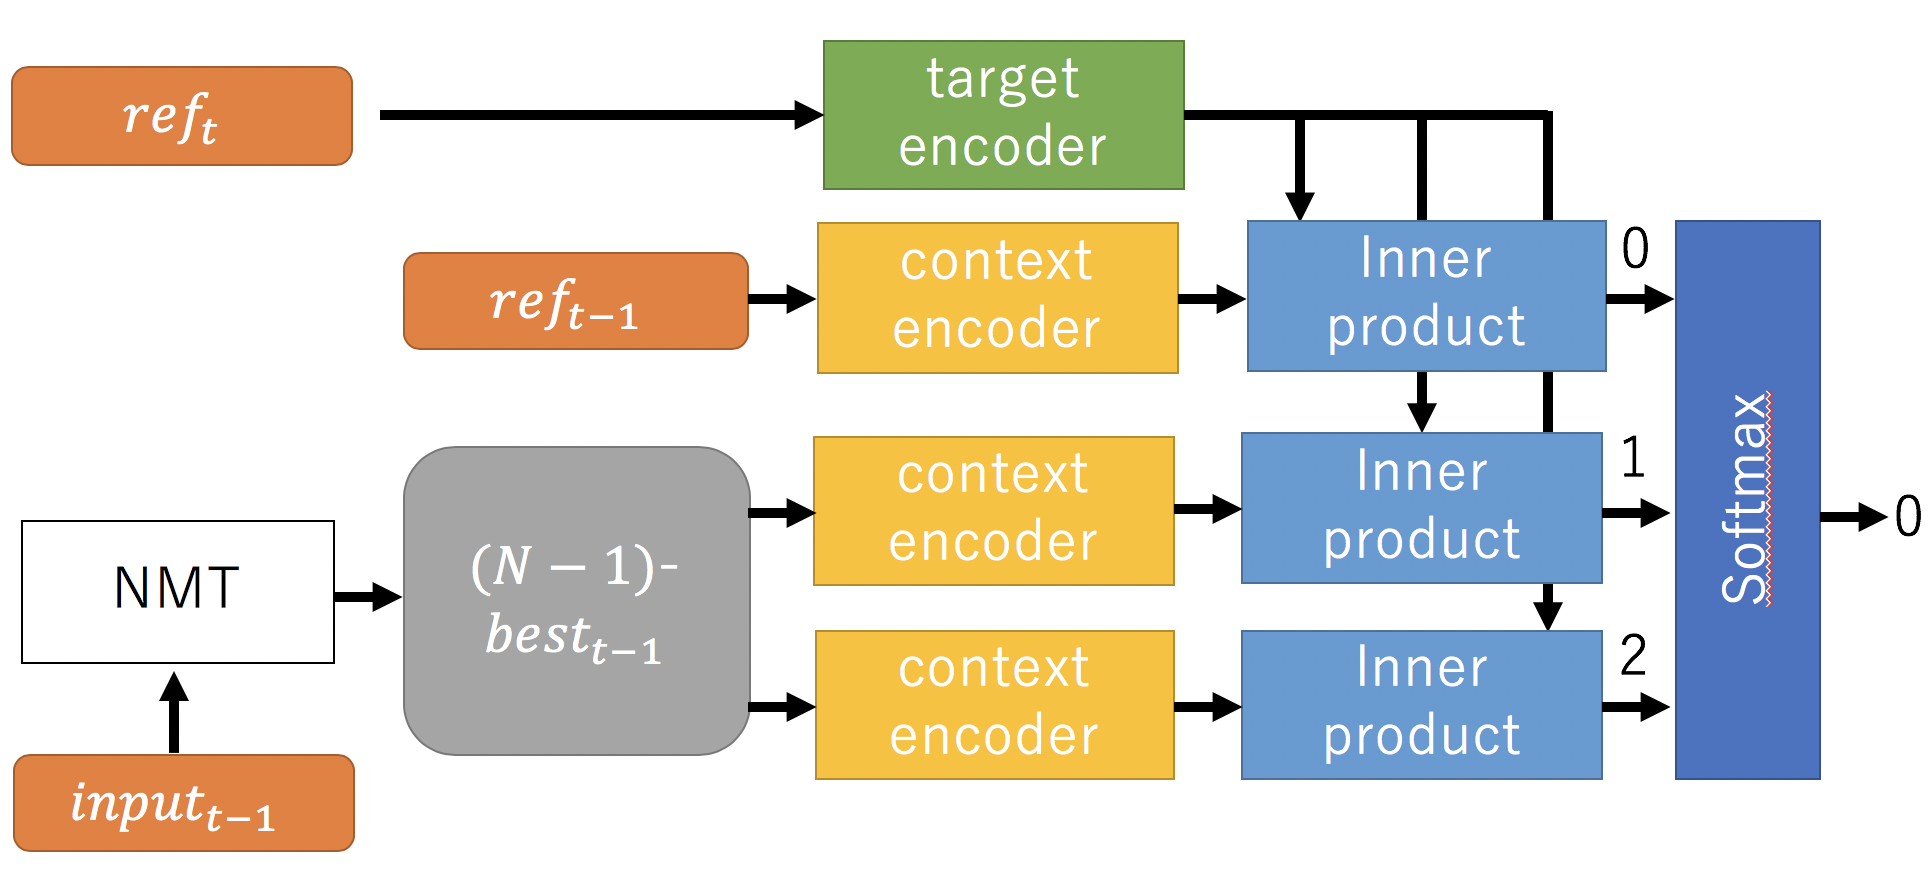 ref_t
target
encoder
ref_{t-1}
context
encoder
Inner
product
0
NMT
(N − 1)-
best_{t-1}
context
encoder
Inner
product
1
context
encoder
Inner
product
2
input_{t-1}
Softmax
0